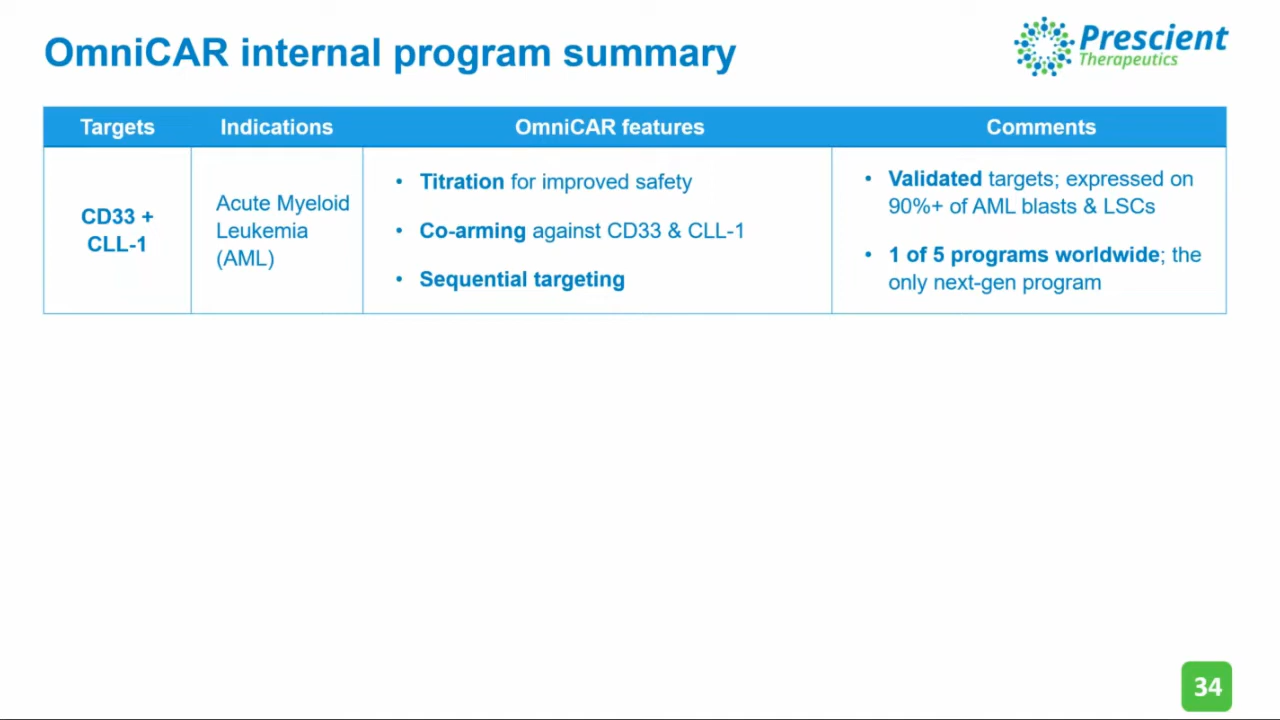 OmniCAR internal program summary
Prescient
Therapeutics
Targets
Indications
OmniCAR features
Comments
CD33 +
CLL-1
Acute Myeloid
Leukemia
(AML)
• Titration for improved safety
• Co-arming against CD33 & CLL-1
• Sequential targeting
• Validated targets; expressed on
90%+ of AML blasts & LSCs
• 1 of 5 programs worldwide; the
only next-gen program
34